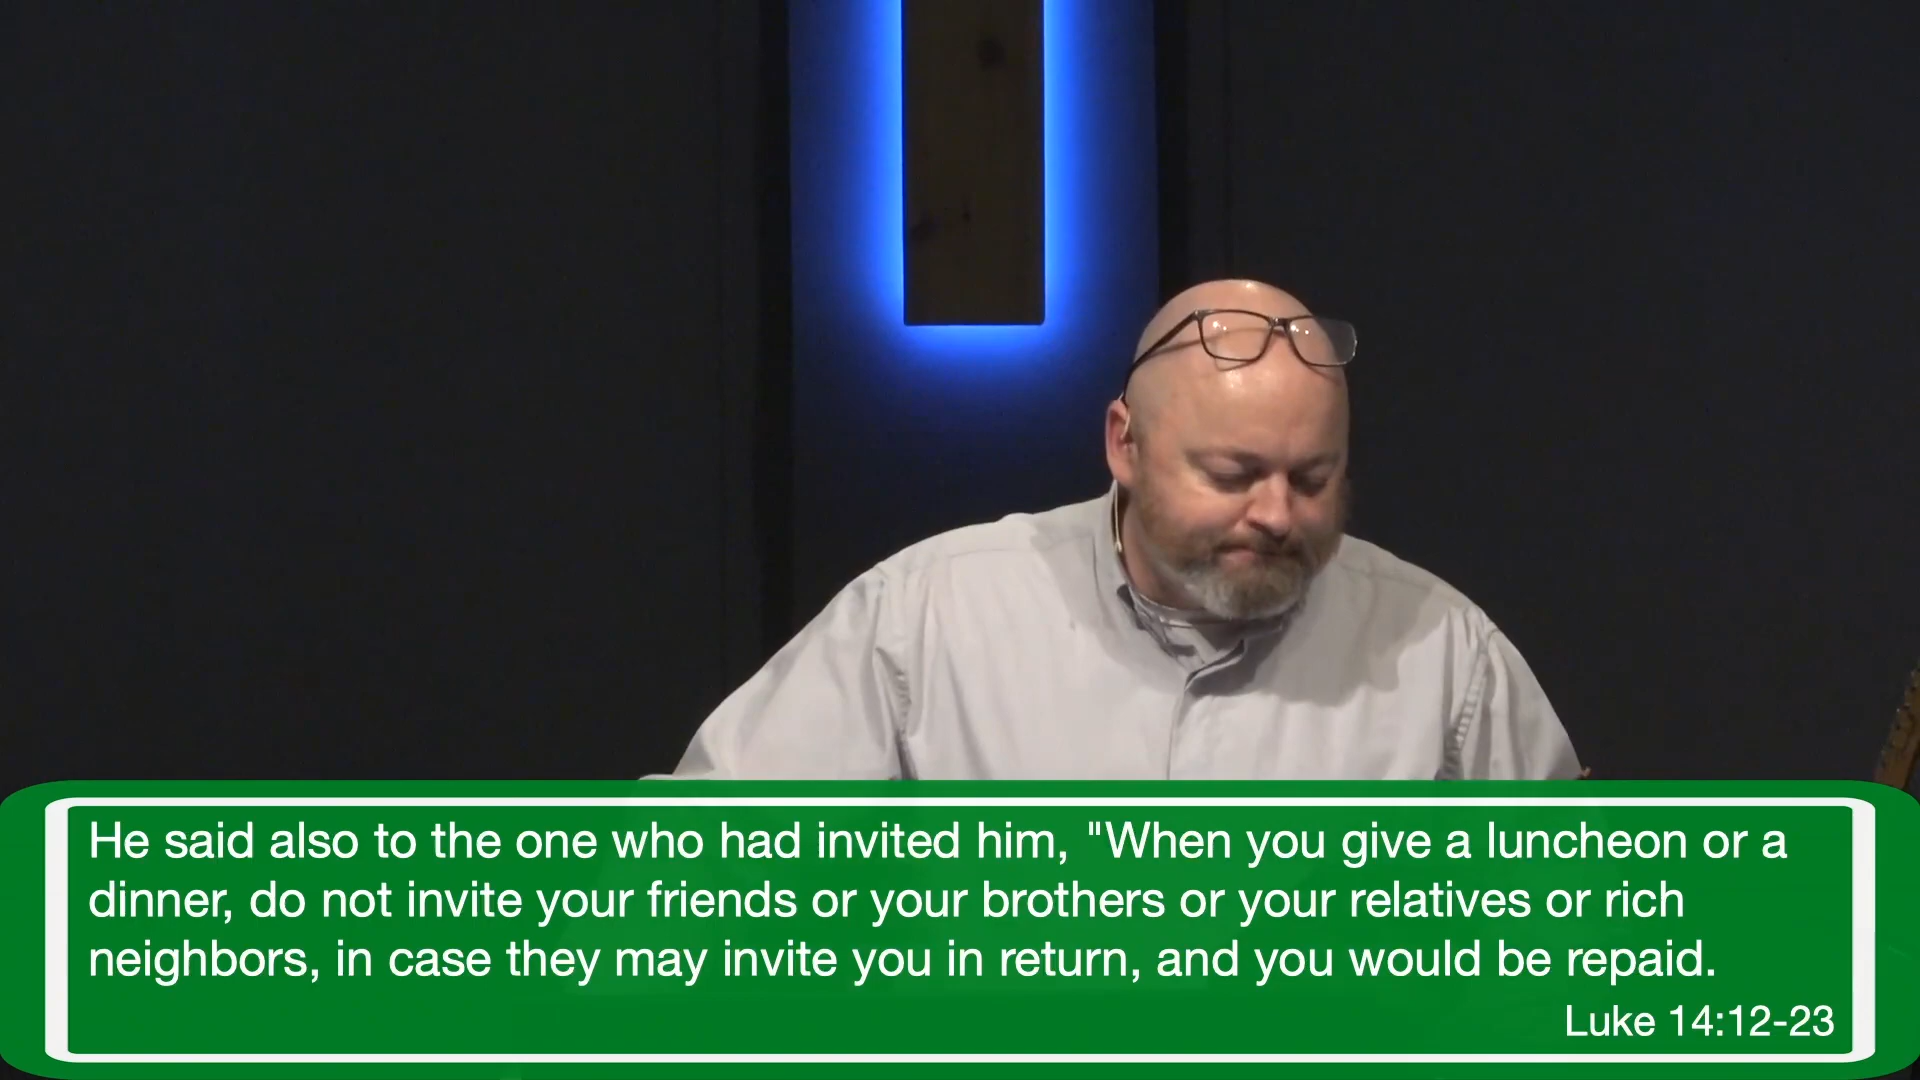 He said also to the one who had invited him, "When you give a luncheon or a
dinner, do not invite your friends or your brothers or your relatives or rich
neighbors, in case they may invite you in return, and you would be repaid.
Luke 14:12-23